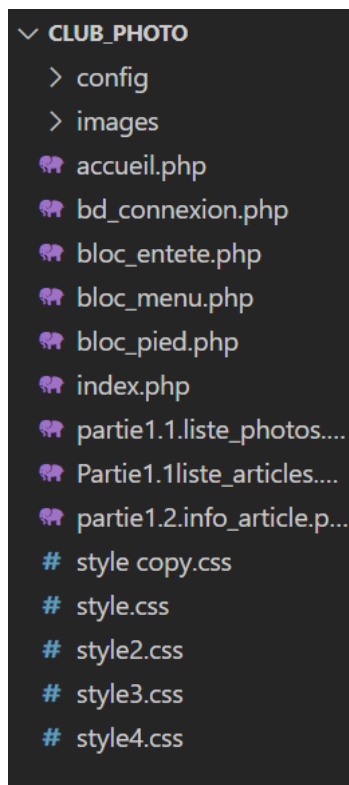 CLUB_PHOTO
config
images
accueil.php
bd_connexion.php
bloc_entete.php
bloc_menu.php
bloc_pied.php
index.php
partie1.1.liste_photos....
Partie1.1liste_articles....
partie1.2.info_article.p...
# style copy.css
# style.css
# style2.css
# style3.css
# style4.css